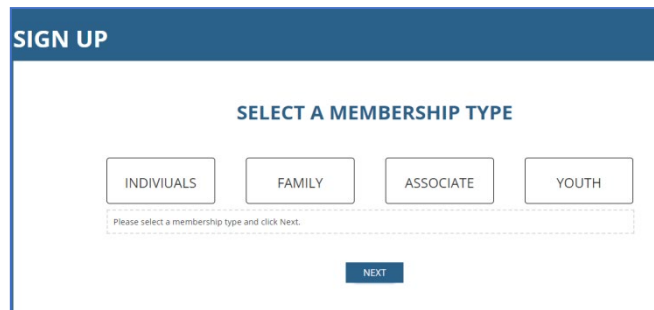 SIGN UP
SELECT A MEMBERSHIP TYPE
INDIVIUALS FAMILY ASSOCIATE YOUTH
Please select a membership type and click Next.
NEXT